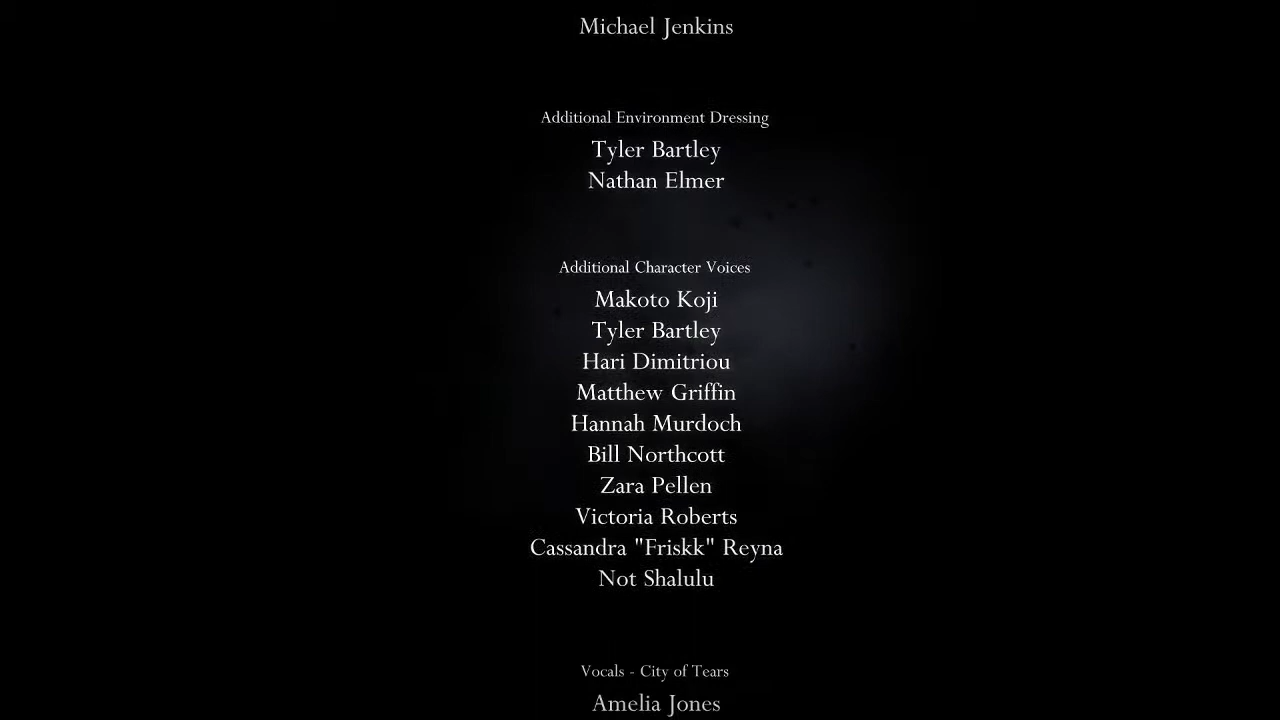 Michael Jenkins
Additional Environment Dressing
Tyler Bartley
Nathan Elmer
Additional Character Voices
Makoto Koji
Tyler Bartley
Hari Dimitriou
Matthew Griffin
Hannah Murdoch
Bill Northcott
Zara Pellen
Victoria Roberts
Cassandra "Friskk" Reyna
Not Shalulu
Vocals - City of Tears
Amelia Jones